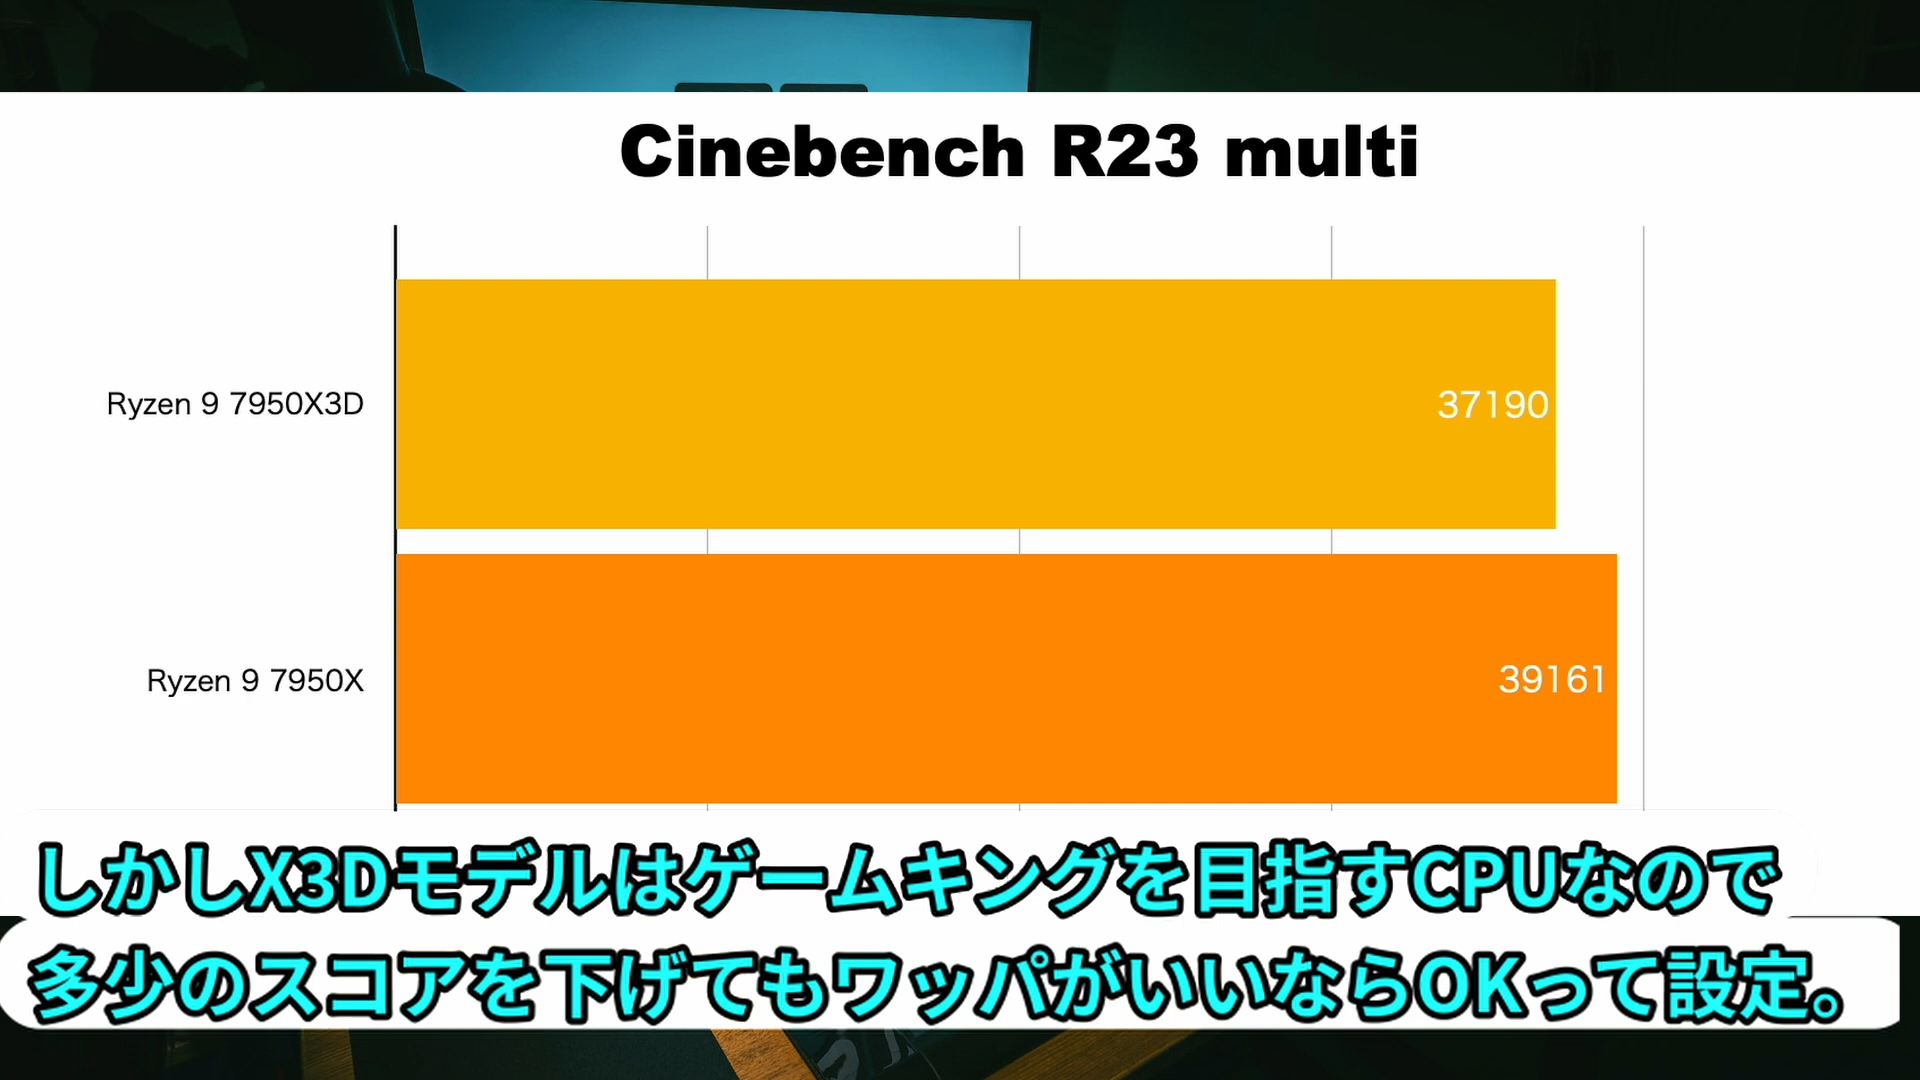 Cinebench R23 multi
Ryzen 9 7950X3D
37190
Ryzen 9 7950X
39161
しかしX3Dモデルはゲームキングを目指すCPUなので
多少のスコアを下げてもワッパがいいならOKって設定。